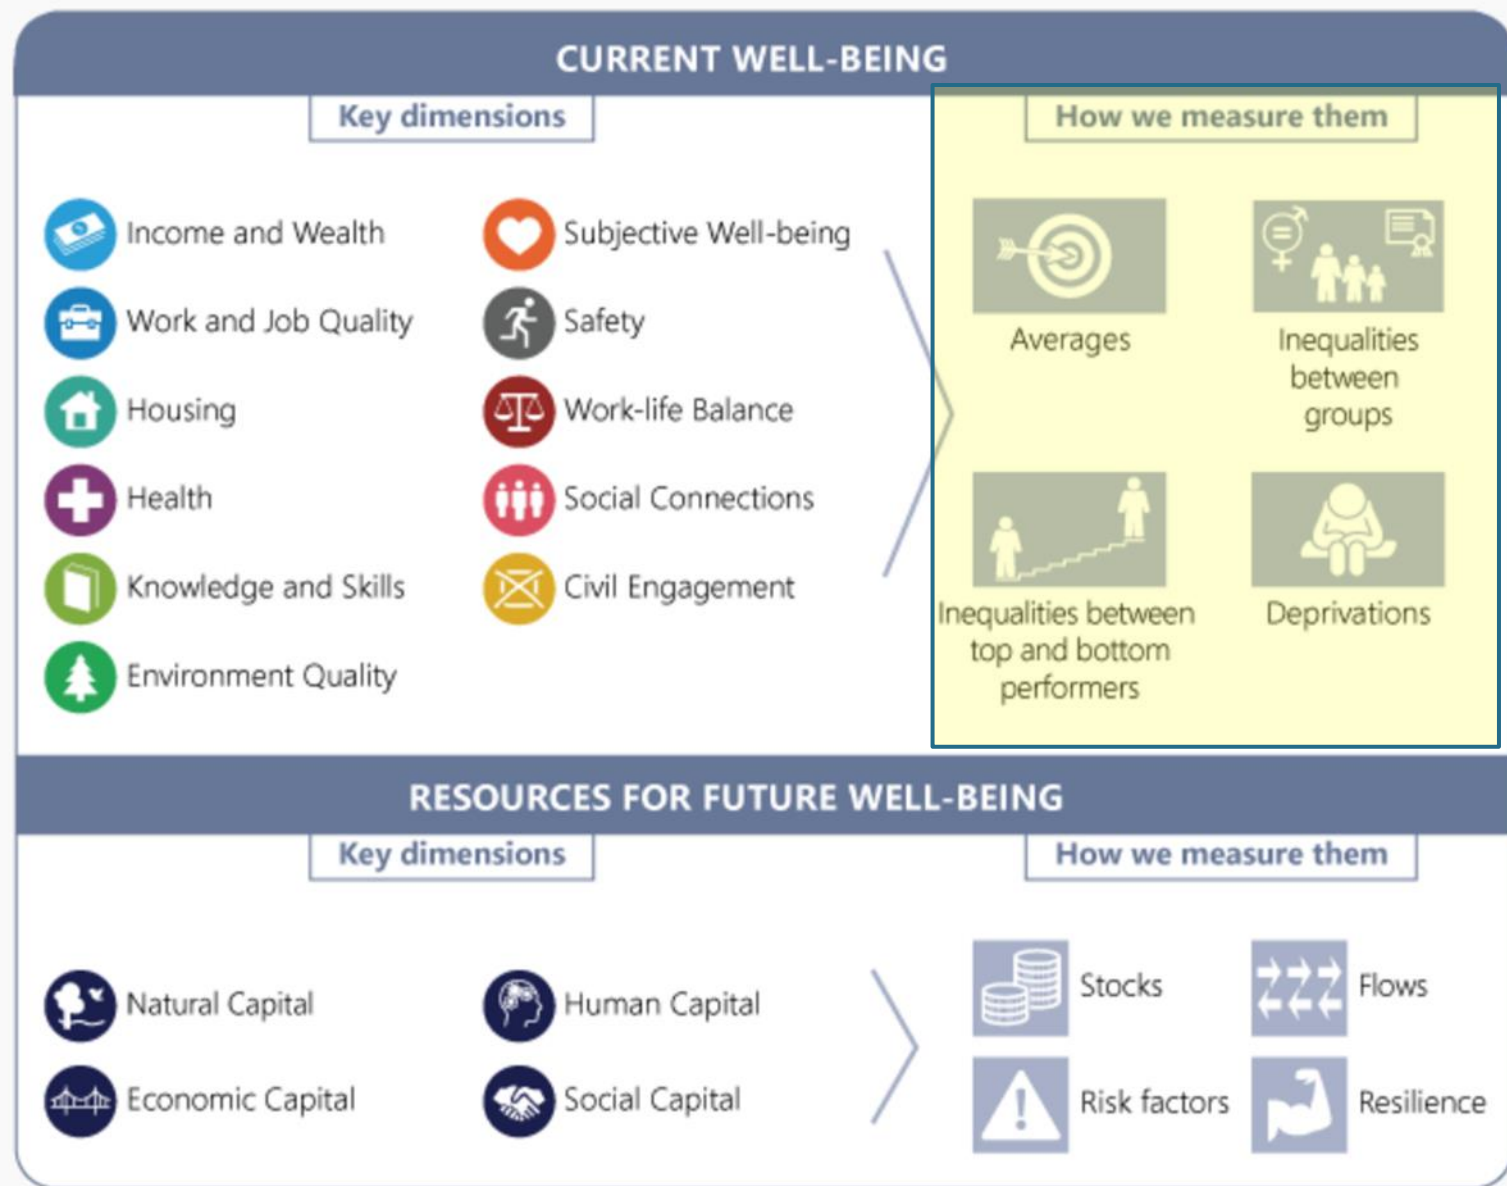 CURRENT WELL-BEING
Key dimensions
How we measure them
Income and Wealth
Subjective Well-being
Work and Job Quality
Safety
Housing
Work-life Balance
Health
Social Connections
Knowledge and Skills
Civil Engagement
Environment Quality
Averages
Inequalities
between
groups
Inequalities between
top and bottom
performers
Deprivations
RESOURCES FOR FUTURE WELL-BEING
Key dimensions
How we measure them
Natural Capital
Human Capital
Economic Capital
Social Capital
Stocks
Flows
Risk factors
Resilience